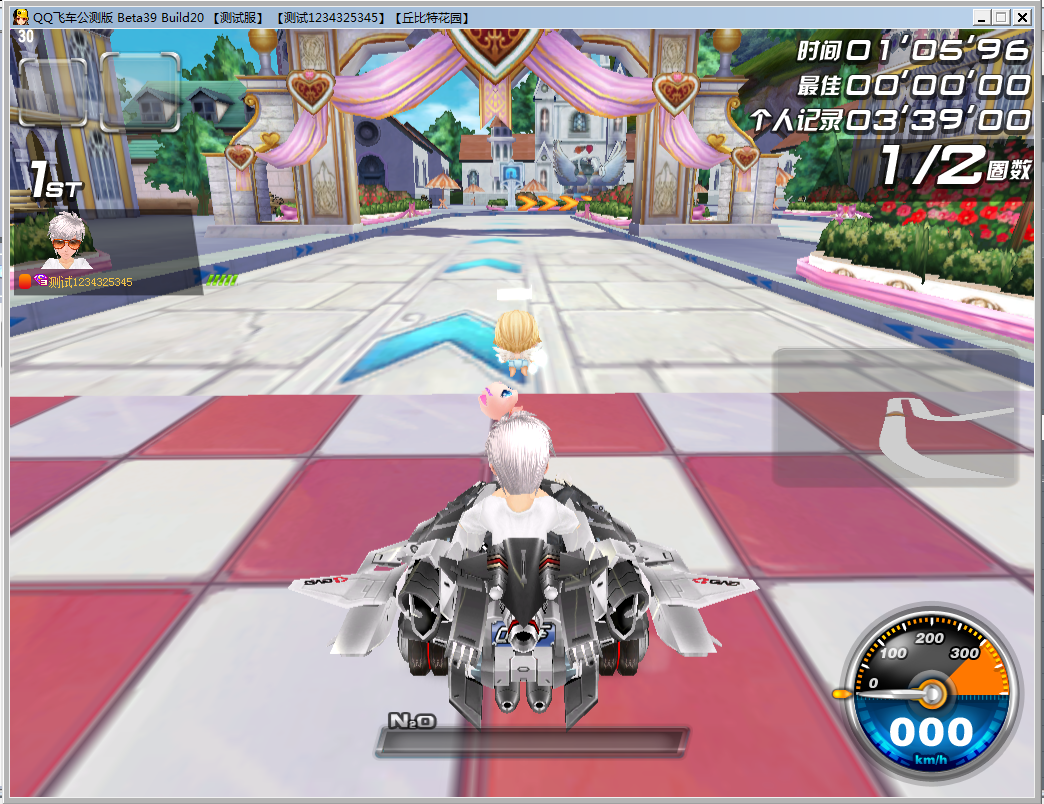 QQ飞车公测版 Beta39 Build20 【测试服】 【测试1234325345】【丘比特花园】
30
时间01'05'96
最佳00'00'00
个人记录03'39'00
1/2圈数
1ST
测试1234325345
N2O
0 100 200 300
000
km/h